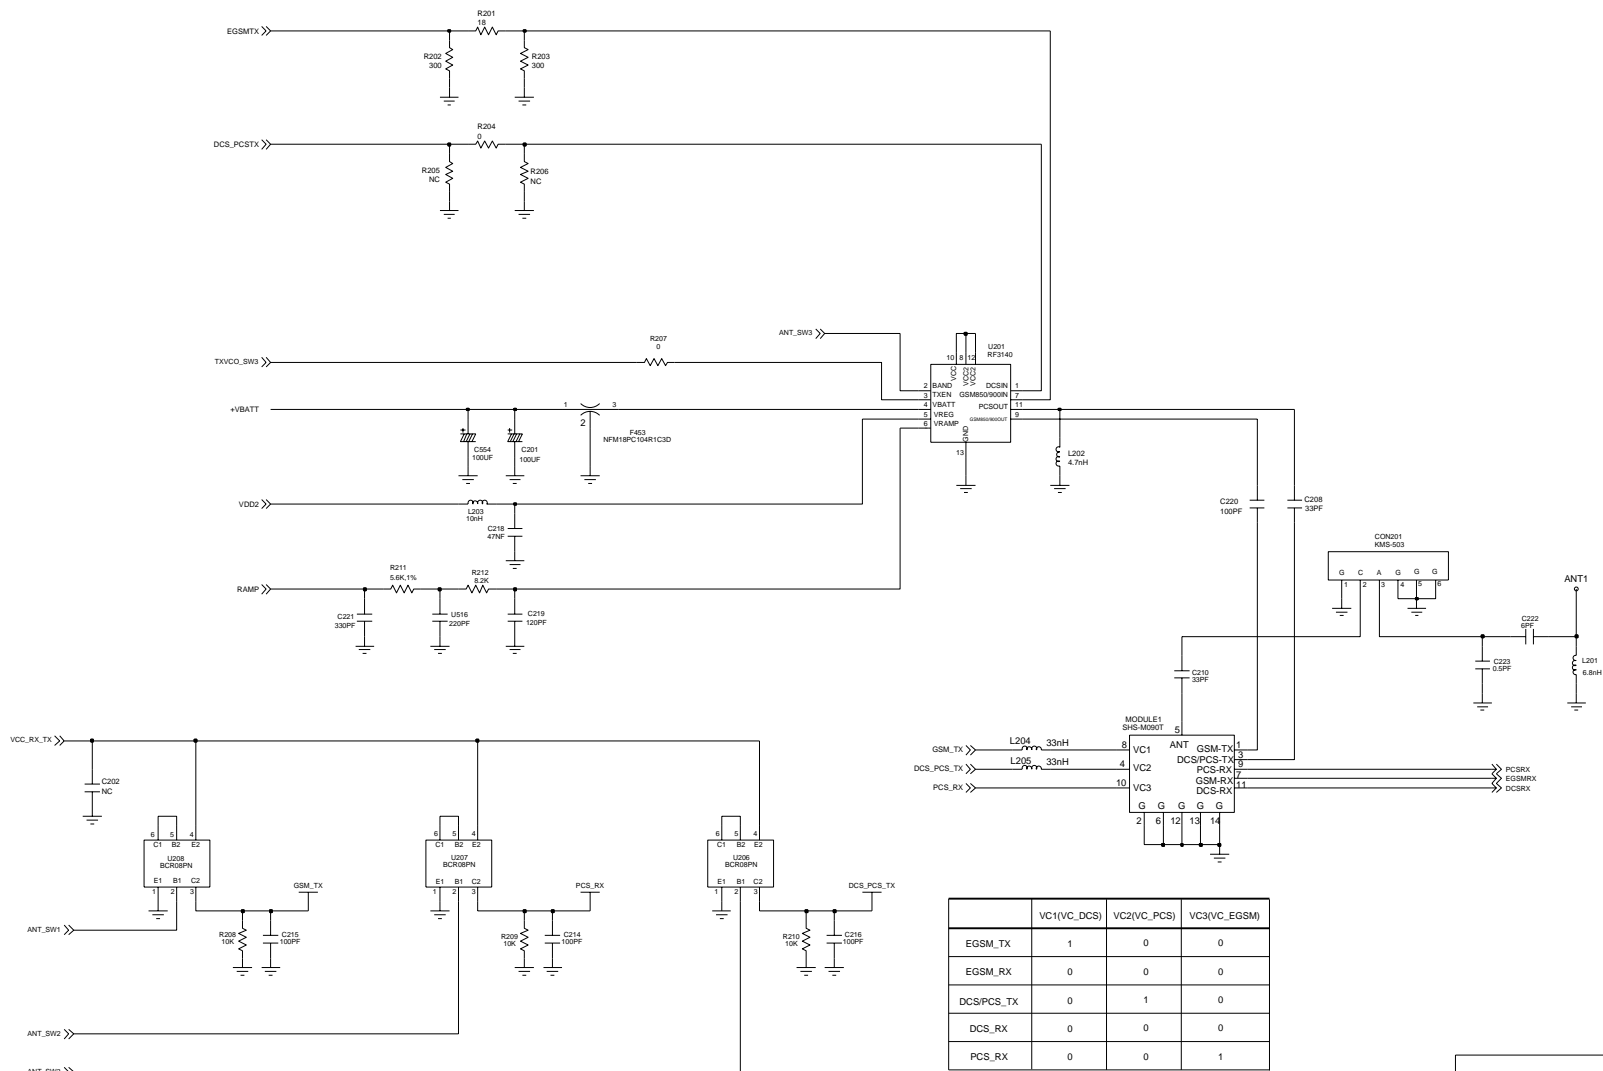 R201
18
EGSMTX
R202
300
R203
300
R204
0
DCS_PCSTX
R205
NC
R206
NC
ANT_SW3
R207
0
TXVCO_SW3
U201
RF3140
10 8 12
VCC
VCC2
VCC2
2 BAND DCSIN 1
3 TXEN GSM850/900IN 7
4 VBATT PCSOUT 11
5 VREG GSM850/900OUT 9
6 VRAMP
GND
13
+VBATT
1 3
2
F453
NFM18PC104R1C3D
+
C554
100UF
+
C201
100UF
L202
4.7nH
VDD2
L203
10nH
C218
47NF
C220
100PF
C208
33PF
RAMP
R211
5.6K,1%
R212
8.2K
C221
330PF
U516
220PF
C219
120PF
CON201
KMS-503
G C A G G G
1 2 3 4 5 6
ANT1
C222
6PF
C223
0.5PF
L201
6.8nH
C210
33PF
MODULE1
SHS-M090T
5
ANT
GSM_TX L204 33nH 8 VC1 GSM-TX 1
DCS/PCS-TX 3
DCS_PCS_TX L205 33nH 4 VC2 PCS-RX 9 PCSRX
GSM-RX 7 EGSMRX
PCS_RX 10 VC3 DCS-RX 11 DCSRX
G G G G G
2 6 12 13 14
VCC_RX_TX
C202
NC
6 5 4
C1 B2 E2
U208
BCR08PN
E1 B1 C2
1 2 3
GSM_TX
R208
10K
C215
100PF
6 5 4
C1 B2 E2
U207
BCR08PN
E1 B1 C2
1 2 3
PCS_RX
R209
10K
C214
100PF
6 5 4
C1 B2 E2
U206
BCR08PN
E1 B1 C2
1 2 3
DCS_PCS_TX
R210
10K
C216
100PF
ANT_SW1
ANT_SW2
VC1(VC_DCS) VC2(VC_PCS) VC3(VC_EGSM)
EGSM_TX 1 0 0
EGSM_RX 0 0 0
DCS/PCS_TX 0 1 0
DCS_RX 0 0 0
PCS_RX 0 0 1